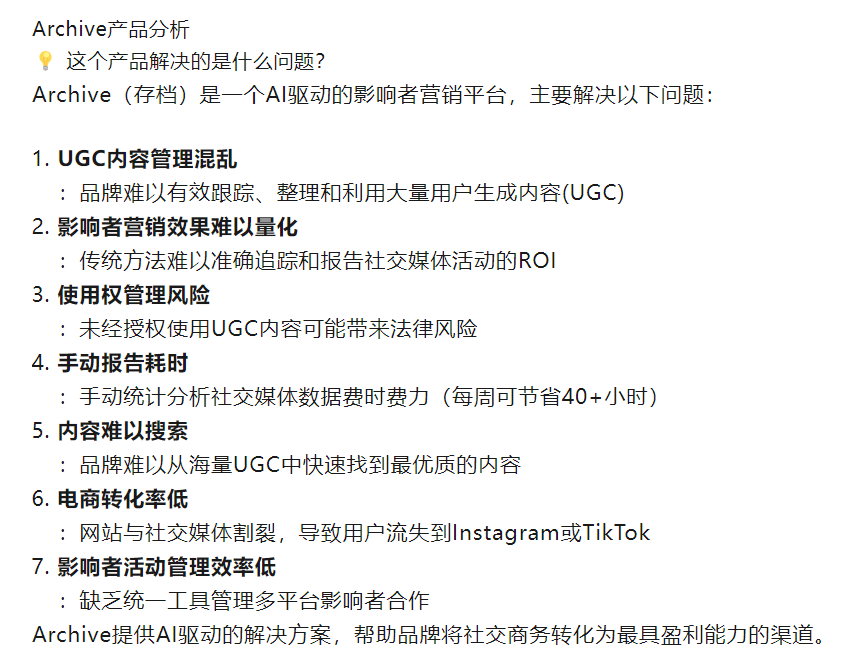 Archive产品分析
💡 这个产品解决的是什么问题？
Archive（存档）是一个AI驱动的影响者营销平台，主要解决以下问题：
1. UGC内容管理混乱
：品牌难以有效跟踪、整理和利用大量用户生成内容(UGC)
2. 影响者营销效果难以量化
：传统方法难以准确追踪和报告社交媒体活动的ROI
3. 使用权管理风险
：未经授权使用UGC内容可能带来法律风险
4. 手动报告耗时
：手动统计分析社交媒体数据费时费力（每周可节省40+小时）
5. 内容难以搜索
：品牌难以从海量UGC中快速找到最优质的内容
6. 电商转化率低
：网站与社交媒体割裂，导致用户流失到Instagram或TikTok
7. 影响者活动管理效率低
：缺乏统一工具管理多平台影响者合作
Archive提供AI驱动的解决方案，帮助品牌将社交商务转化为最具盈利能力的渠道。